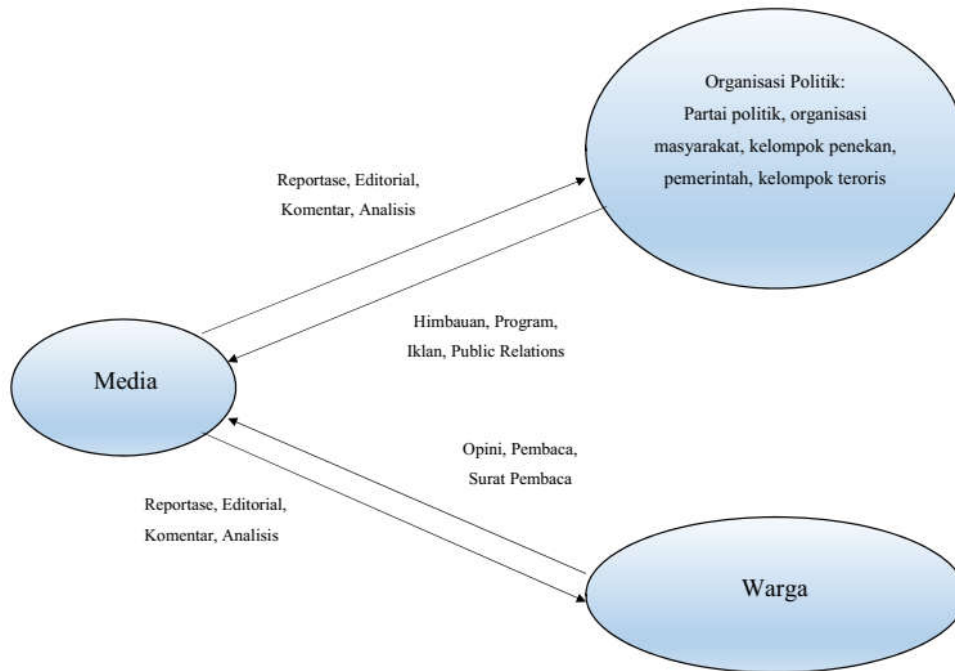 Organisasi Politik:
Partai politik, organisasi
masyarakat, kelompok penekan,
pemerintah, kelompok teroris
Reportase, Editorial,
Komentar, Analisis
Himbauan, Program,
Iklan, Public Relations
Media
Opini, Pembaca,
Surat Pembaca
Reportase, Editorial,
Komentar, Analisis
Warga